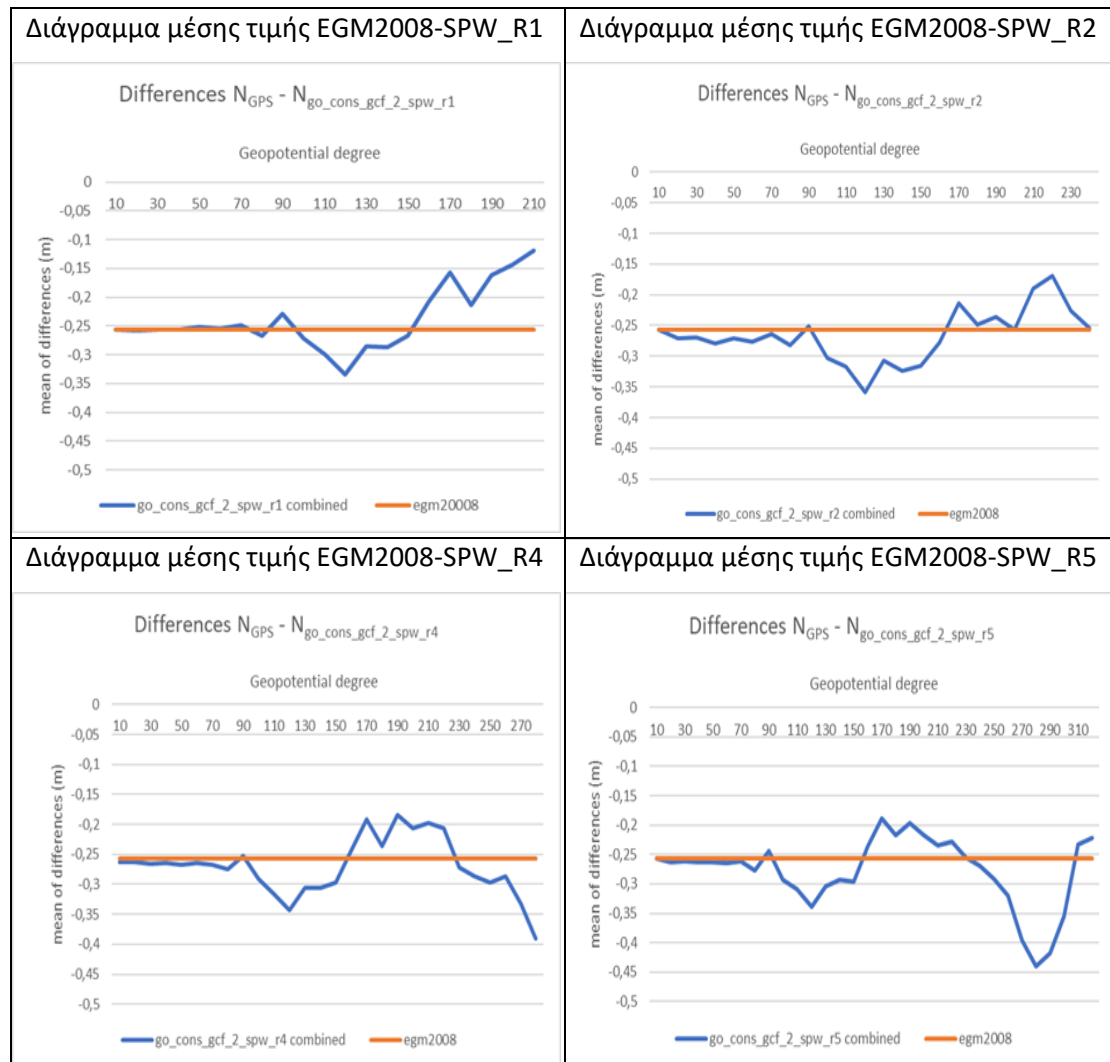 Διάγραμμα μέσης τιμής EGM2008-SPW_R1
Differences N_GPS - N_go_cons_gcf_2_spw_r1
Geopotential degree
0
10 30 50 70 90 110 130 150 170 190 210
-0,05
-0,1
-0,15
-0,2
-0,25
-0,3
-0,35
-0,4
-0,45
-0,5
mean of differences (m)
go_cons_gcf_2_spw_r1 combined egm20008
Διάγραμμα μέσης τιμής EGM2008-SPW_R2
Differences N_GPS - N_go_cons_gcf_2_spw_r2
Geopotential degree
0
10 30 50 70 90 110 130 150 170 190 210 230
-0,05
-0,1
-0,15
-0,2
-0,25
-0,3
-0,35
-0,4
-0,45
-0,5
mean of differences (m)
go_cons_gcf_2_spw_r2 combined egm2008
Διάγραμμα μέσης τιμής EGM2008-SPW_R4
Differences N_GPS - N_go_cons_gcf_2_spw_r4
Geopotential degree
0
10 30 50 70 90 110 130 150 170 190 210 230 250 270
-0,05
-0,1
-0,15
-0,2
-0,25
-0,3
-0,35
-0,4
-0,45
-0,5
mean of differences (m)
go_cons_gcf_2_spw_r4 combined egm2008
Διάγραμμα μέσης τιμής EGM2008-SPW_R5
Differences N_GPS - N_go_cons_gcf_2_spw_r5
Geopotential degree
0
10 30 50 70 90 110 130 150 170 190 210 230 250 270 290 310
-0,05
-0,1
-0,15
-0,2
-0,25
-0,3
-0,35
-0,4
-0,45
-0,5
mean of differences (m)
go_cons_gcf_2_spw_r5 combined egm2008